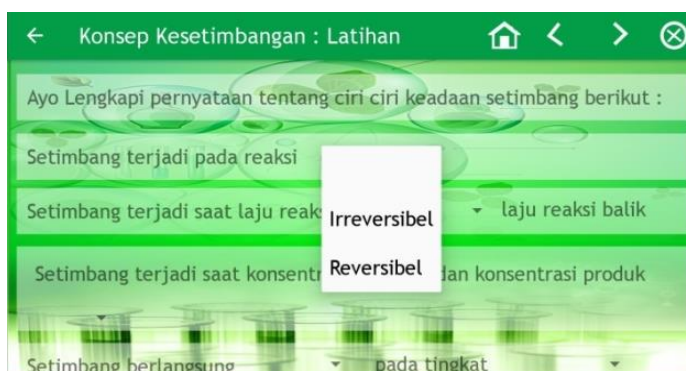 Konsep Kesetimbangan : Latihan
Ayo Lengkapi pernyataan tentang ciri ciri keadaan setimbang berikut :
Setimbang terjadi pada reaksi
Setimbang terjadi saat laju reaks laju reaksi balik
Irreversibel
Reversibel
Setimbang terjadi saat konsentr dan konsentrasi produk
Setimbang berlangsung pada tingkat